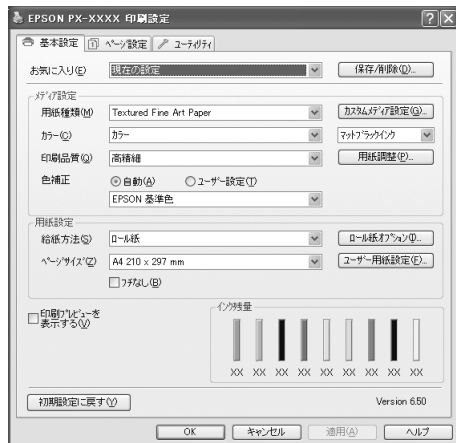 EPSON PX-XXXX 印刷設定
基本設定 ページ設定 ユーティリティ
お気に入り(E) 現在の設定 保存/削除(D)...
メディア設定
用紙種類(M) Textured Fine Art Paper カスタムメディア設定(G)...
カラー(C) カラー マットブラックインク
印刷品質(Q) 高精細 用紙調整(P)...
色補正 自動(A) ユーザー設定(T)
EPSON 基準色
用紙設定
給紙方法(S) ロール紙 ロール紙オプション(I)...
ページサイズ(Z) A4 210 x 297 mm ユーザー用紙設定(F)...
フチなし(B)
印刷プレビューを
表示する(V)
インク残量
XX XX XX XX XX XX XX XX XX
初期設定に戻す(Y) Version 6.50
OK キャンセル 適用(A) ヘルプ